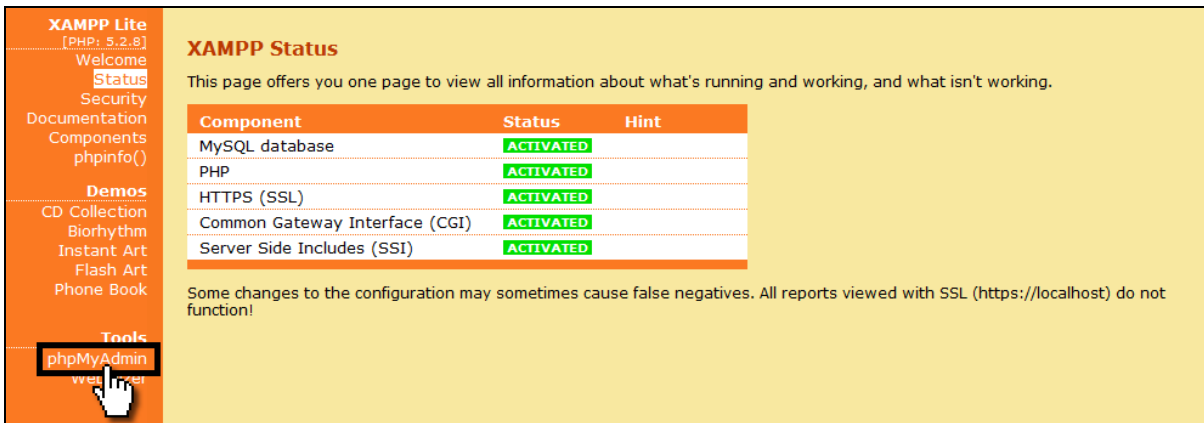 XAMPP Lite
[PHP: 5.2.8]
Welcome
Status
Security
Documentation
Components
phpinfo()
Demos
CD Collection
Biorhythm
Instant Art
Flash Art
Phone Book
Tools
phpMyAdmin
XAMPP Status
This page offers you one page to view all information about what's running and working, and what isn't working.
Component Status Hint
MySQL database ACTIVATED
PHP ACTIVATED
HTTPS (SSL) ACTIVATED
Common Gateway Interface (CGI) ACTIVATED
Server Side Includes (SSI) ACTIVATED
Some changes to the configuration may sometimes cause false negatives. All reports viewed with SSL (https://localhost) do not
function!